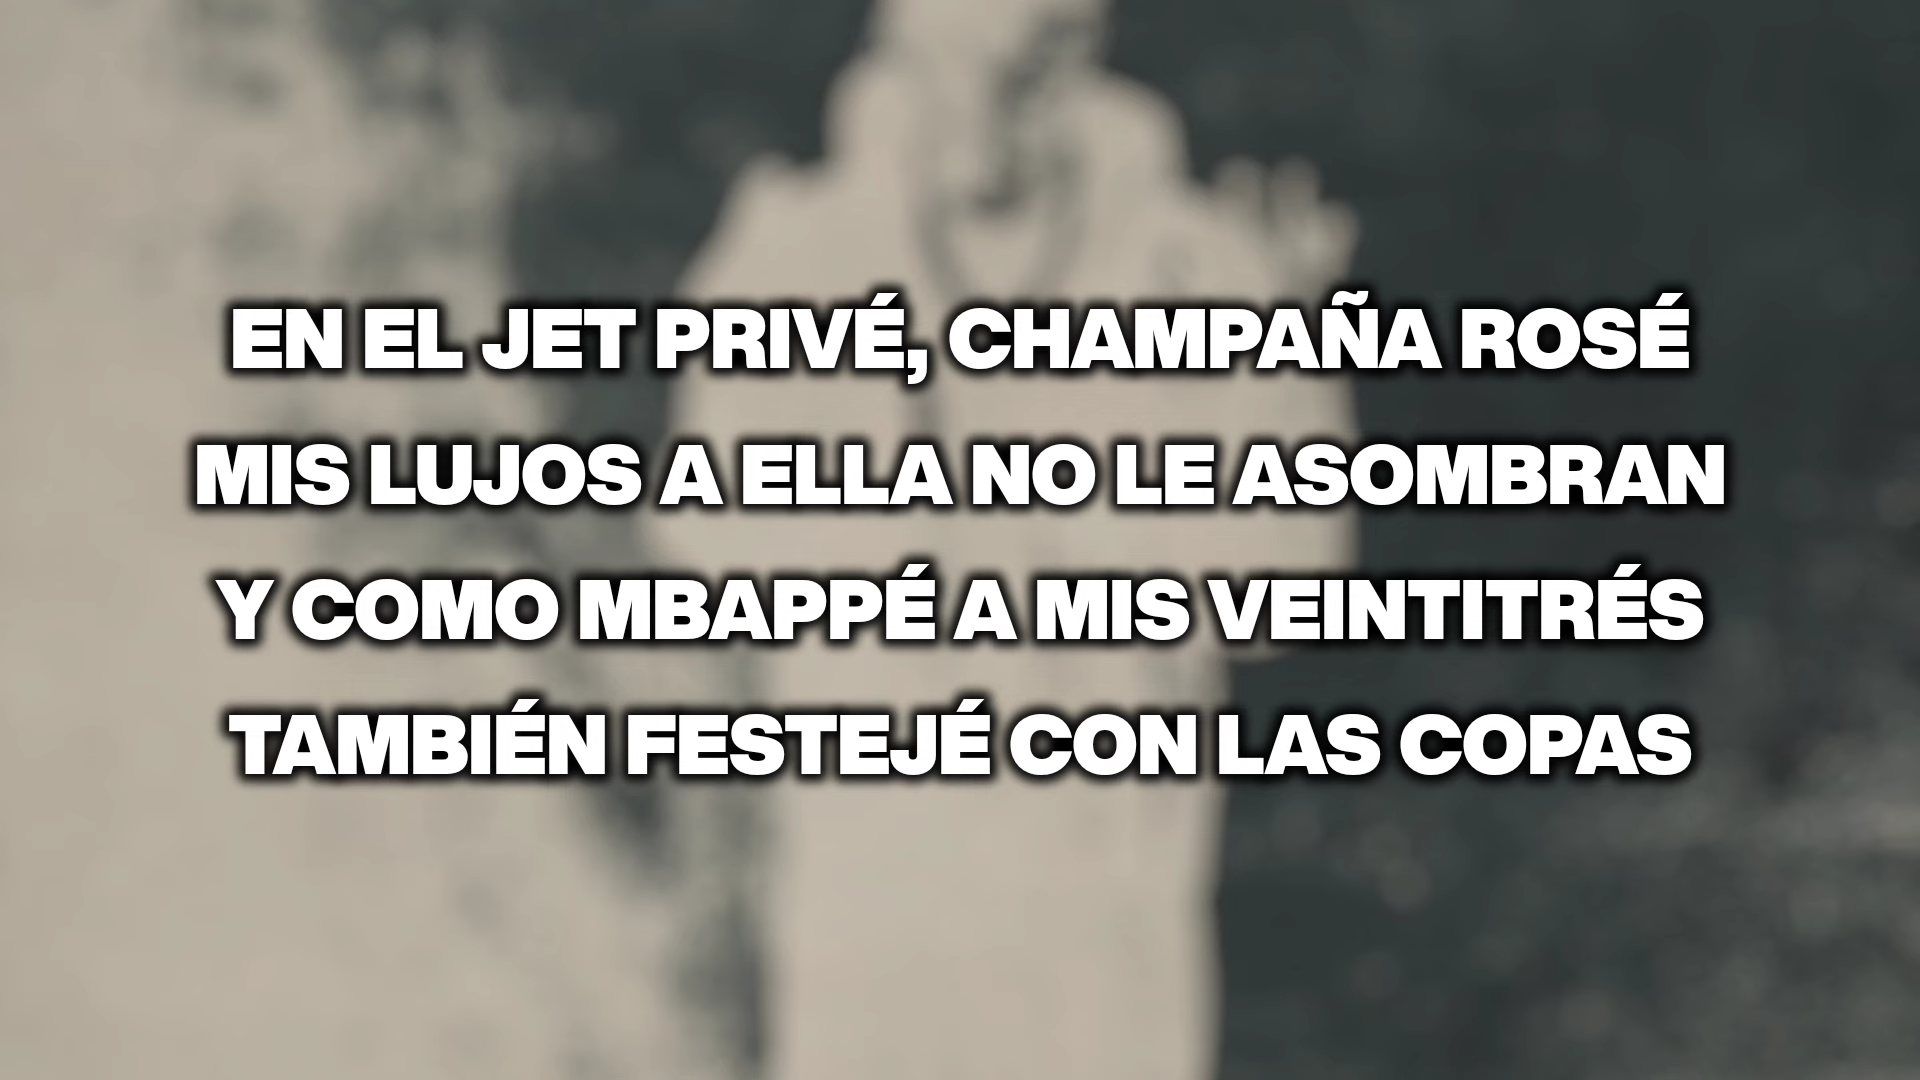 EN EL JET PRIVÉ, CHAMPAÑA ROSÉ
MIS LUJOS A ELLA NO LE ASOMBRAN
Y COMO MBAPPÉ A MIS VEINTITRÉS
TAMBIÉN FESTEJÉ CON LAS COPAS